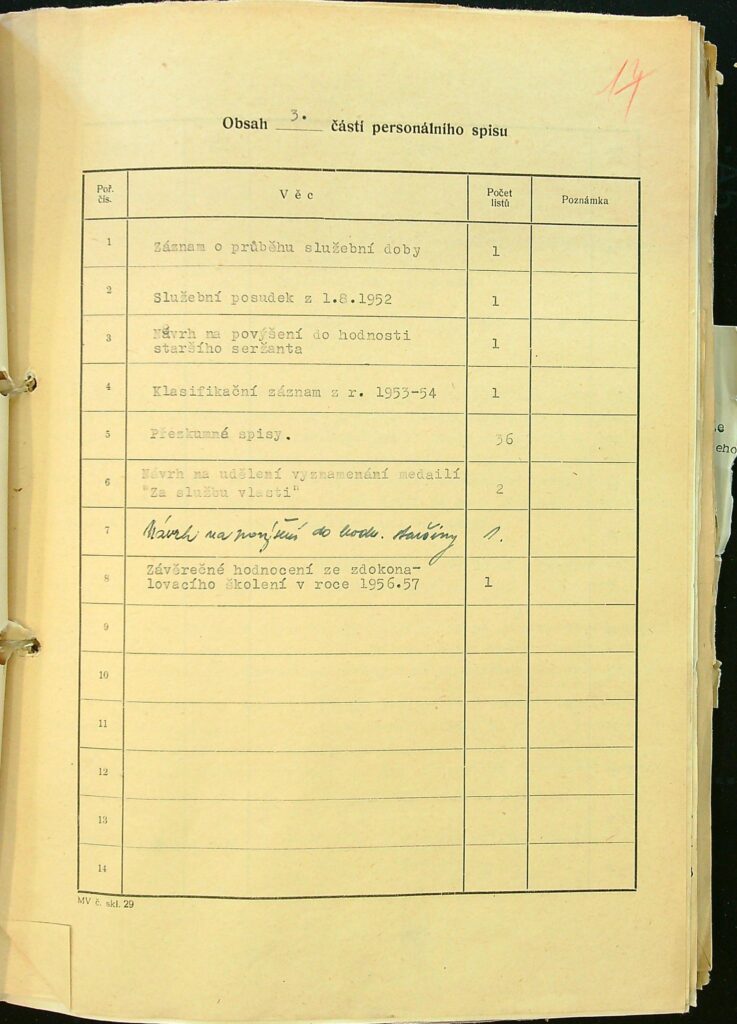 14
Obsah 3. částí personálního spisu
Poř. čís. Věc Počet listů Poznámka
1 Záznam o průběhu služební doby 1
2 Služební posudek z 1.8.1952 1
3 Návrh na povýšení do hodnosti
staršího seržanta 1
4 Klasifikační záznam z r. 1953-54 1
5 Přezkumné spisy. 36
6 Návrh na udělení vyznamenání medailí
"Za službu vlasti" 2
7 Návrh na povýšení do hodn. staršiny 1.
8 Závěrečné hodnocení ze zdokona-
lovacího školení v roce 1956.57 1
9
10
11
12
13
14
MV č. skl. 29
eho